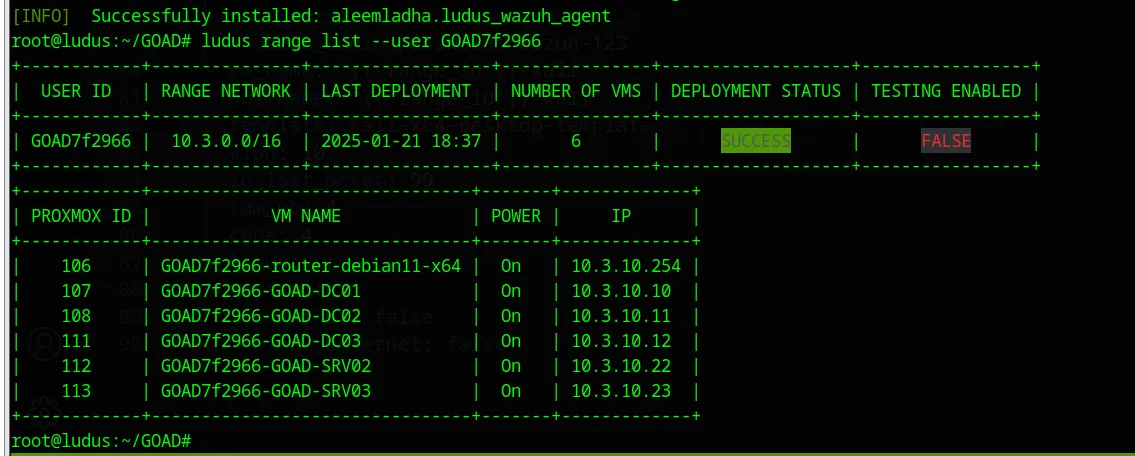 [INFO]  Successfully installed: aleemladha.ludus_wazuh_agent
root@ludus:~/GOAD# ludus range list --user GOAD7f2966
+------------+---------------+------------------+---------------+-------------------+-----------------+
|  USER ID   | RANGE NETWORK | LAST DEPLOYMENT  | NUMBER OF VMS | DEPLOYMENT STATUS | TESTING ENABLED |
+------------+---------------+------------------+---------------+-------------------+-----------------+
| GOAD7f2966 |  10.3.0.0/16  | 2025-01-21 18:37 |       6       |      SUCCESS      |      FALSE      |
+------------+---------------+------------------+---------------+-------------------+-----------------+
+------------+--------------------------------+-------+-------------+
| PROXMOX ID |            VM NAME             | POWER |     IP      |
+------------+--------------------------------+-------+-------------+
|    106     | GOAD7f2966-router-debian11-x64 |  On   | 10.3.10.254 |
|    107     | GOAD7f2966-GOAD-DC01           |  On   | 10.3.10.10  |
|    108     | GOAD7f2966-GOAD-DC02           |  On   | 10.3.10.11  |
|    111     | GOAD7f2966-GOAD-DC03           |  On   | 10.3.10.12  |
|    112     | GOAD7f2966-GOAD-SRV02          |  On   | 10.3.10.22  |
|    113     | GOAD7f2966-GOAD-SRV03          |  On   | 10.3.10.23  |
+------------+--------------------------------+-------+-------------+
root@ludus:~/GOAD#